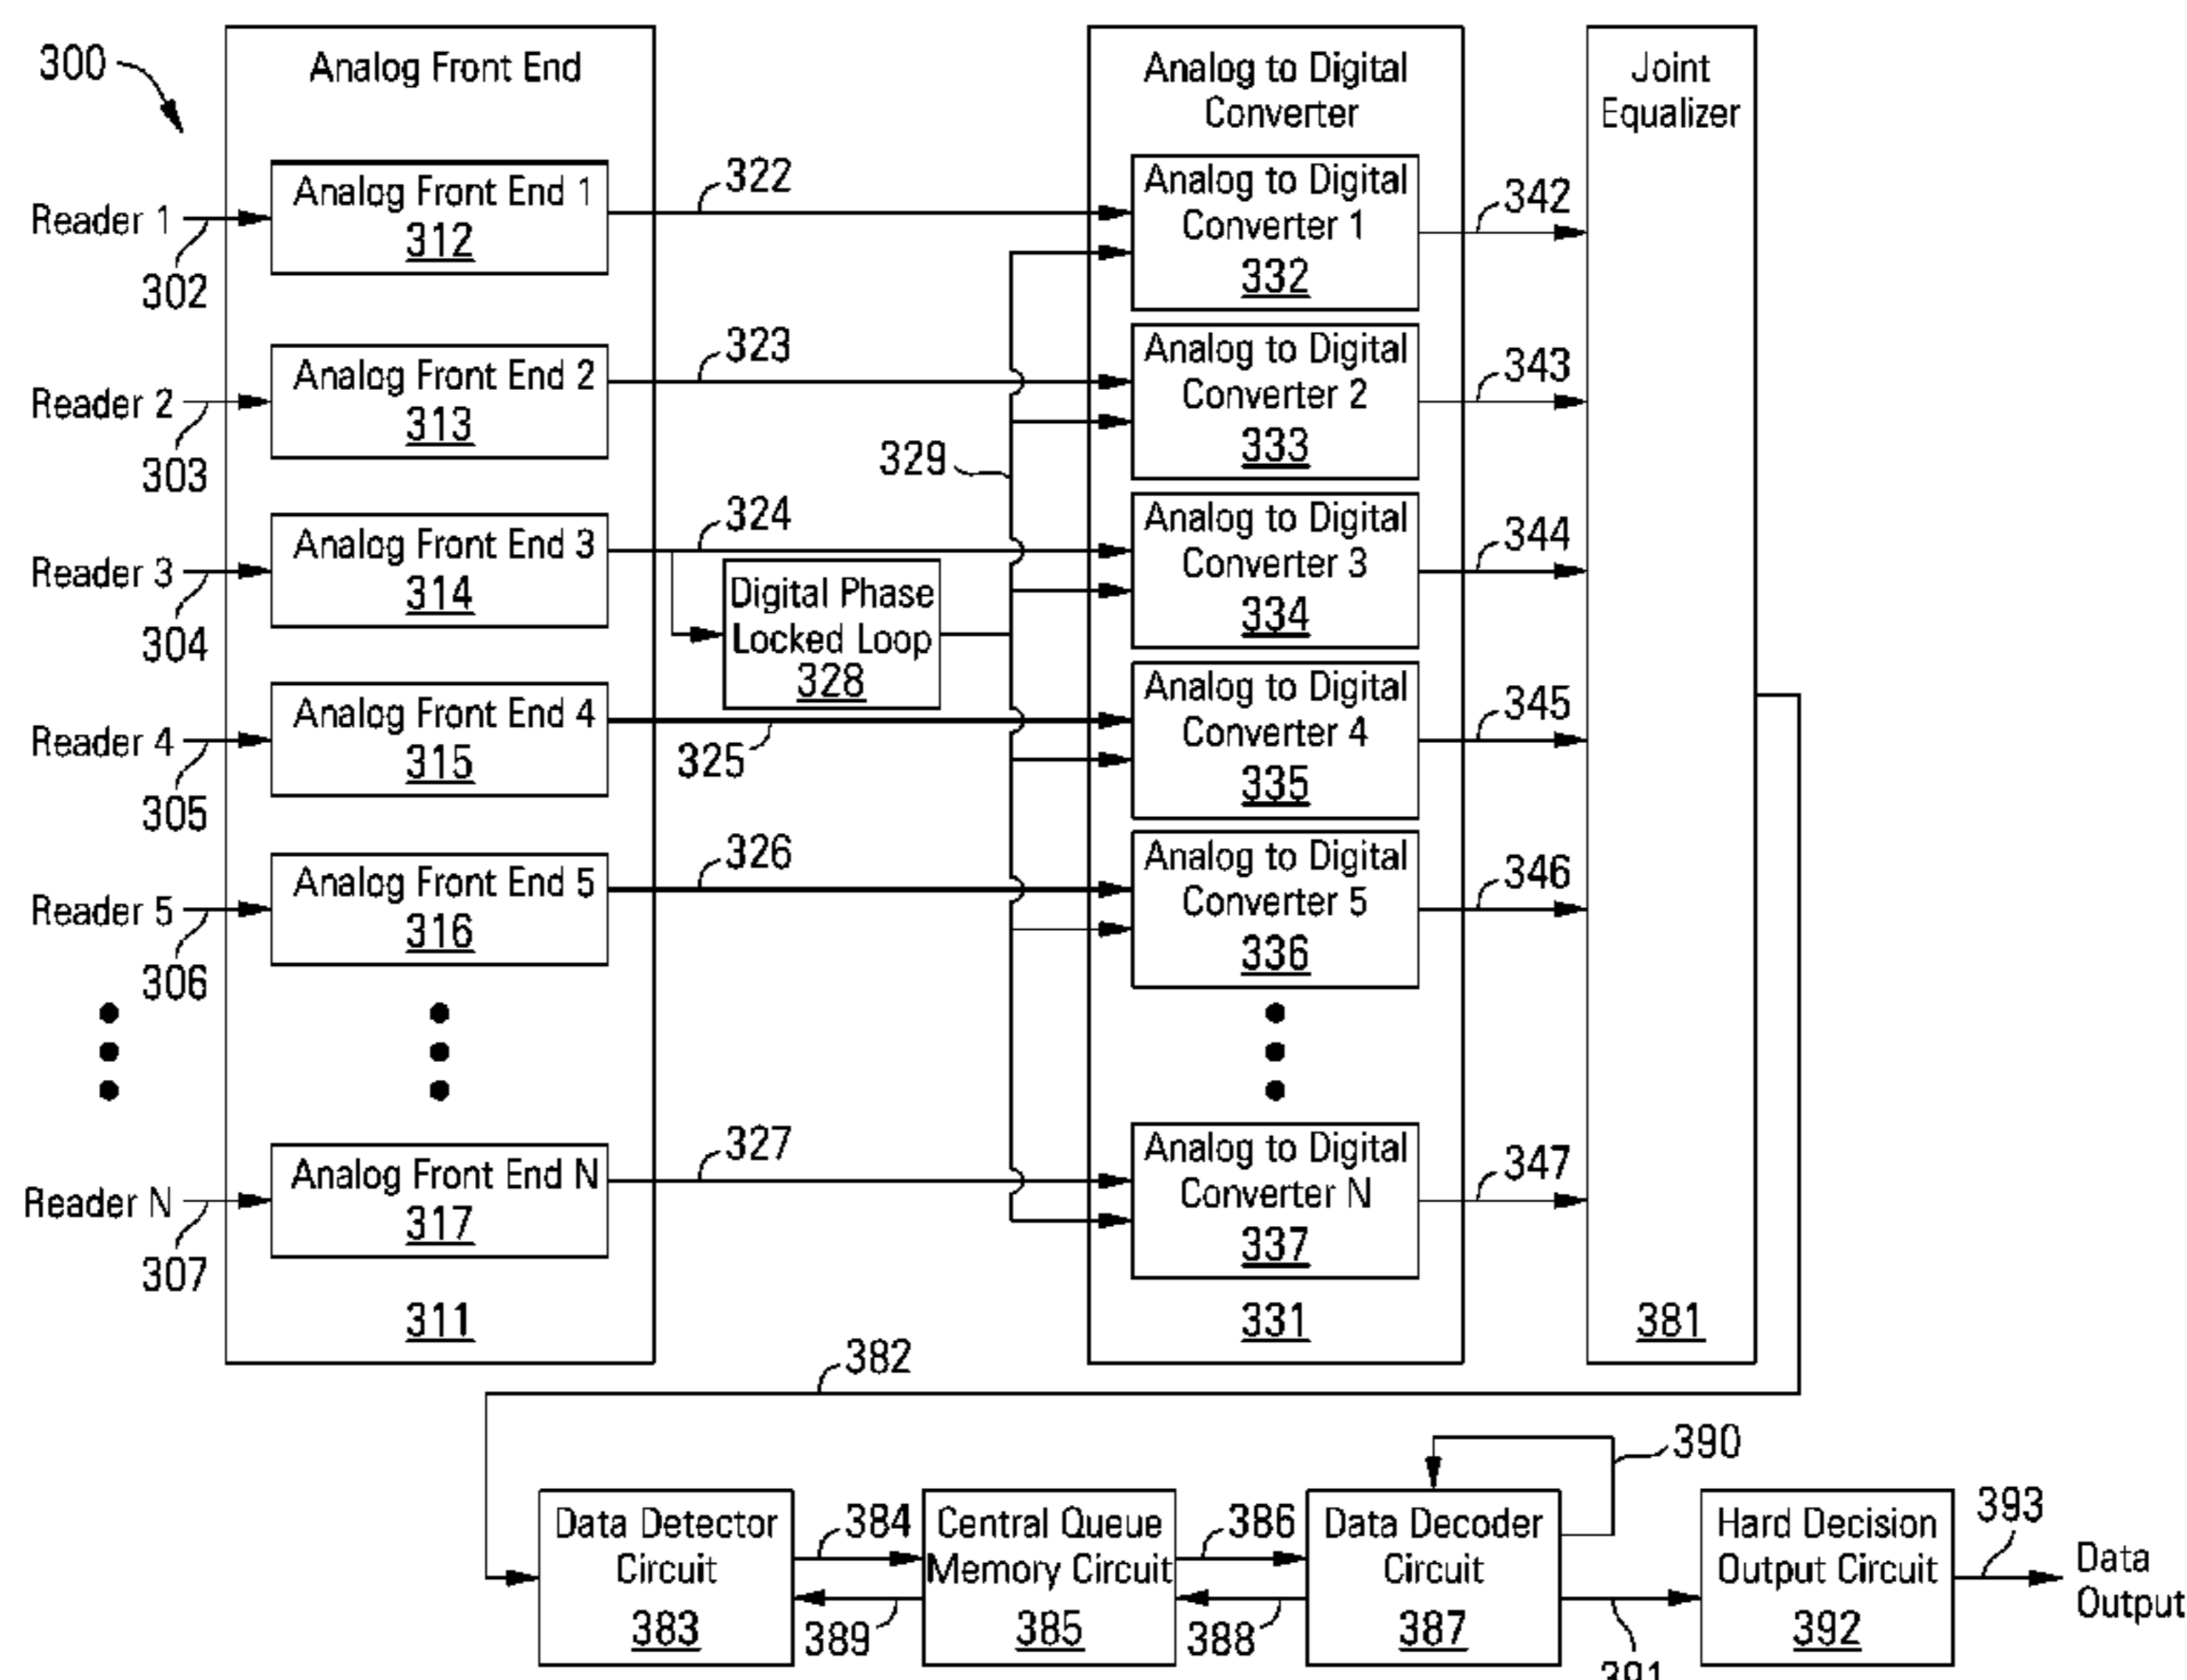 300
Analog Front End
Analog to Digital
Converter
Joint
Equalizer
Reader 1
302
Analog Front End 1
312
322
Analog to Digital
Converter 1
332
342
Reader 2
303
Analog Front End 2
313
323
Analog to Digital
Converter 2
333
343
329
Reader 3
304
Analog Front End 3
314
324
Digital Phase
Locked Loop
328
Analog to Digital
Converter 3
334
344
Reader 4
305
Analog Front End 4
315
325
Analog to Digital
Converter 4
335
345
Reader 5
306
Analog Front End 5
316
326
Analog to Digital
Converter 5
336
346
Reader N
307
Analog Front End N
317
327
Analog to Digital
Converter N
337
347
311
331
381
382
Data Detector
Circuit
383
384
389
Central Queue
Memory Circuit
385
386
388
Data Decoder
Circuit
387
390
391
Hard Decision
Output Circuit
392
393
Data
Output